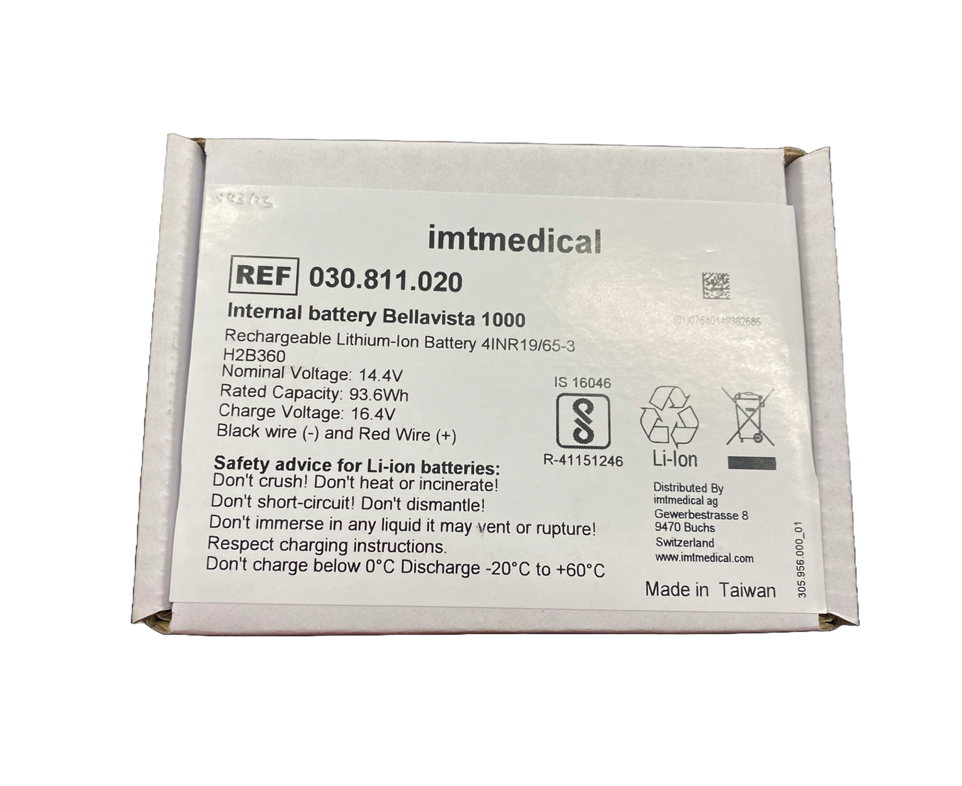 imtmedical
REF 030.811.020
Internal battery Bellavista 1000
Rechargeable Lithium-Ion Battery 4INR19/65-3
H2B360
Nominal Voltage: 14.4V
Rated Capacity: 93.6Wh
Charge Voltage: 16.4V
Black wire (-) and Red Wire (+)
Safety advice for Li-ion batteries:
Don't crush! Don't heat or incinerate!
Don't short-circuit! Don't dismantle!
Don't immerse in any liquid it may vent or rupture!
Respect charging instructions.
Don't charge below 0°C Discharge -20°C to +60°C
(01)07640149382685
IS 16046
R-41151246
Li-Ion
Distributed By
imtmedical ag
Gewerbestrasse 8
9470 Buchs
Switzerland
www.imtmedical.com
Made in Taiwan
305.956.000_01